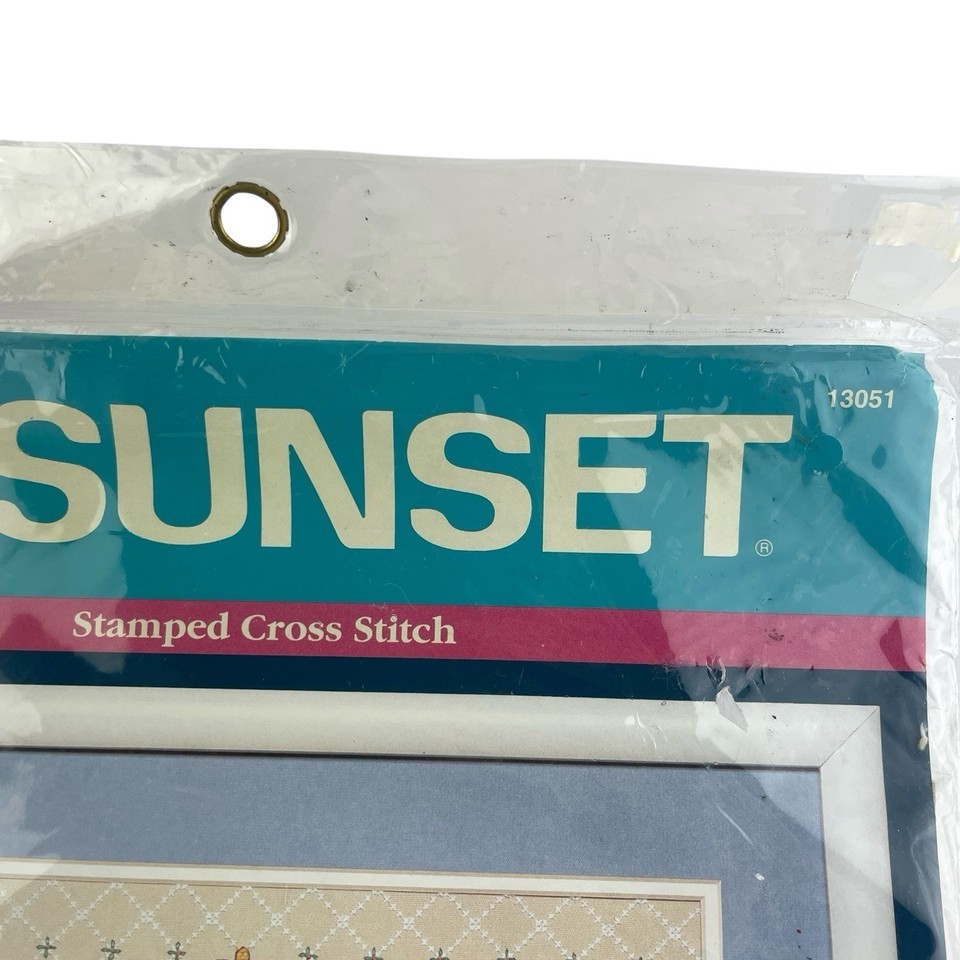 13051
SUNSET®
Stamped Cross Stitch